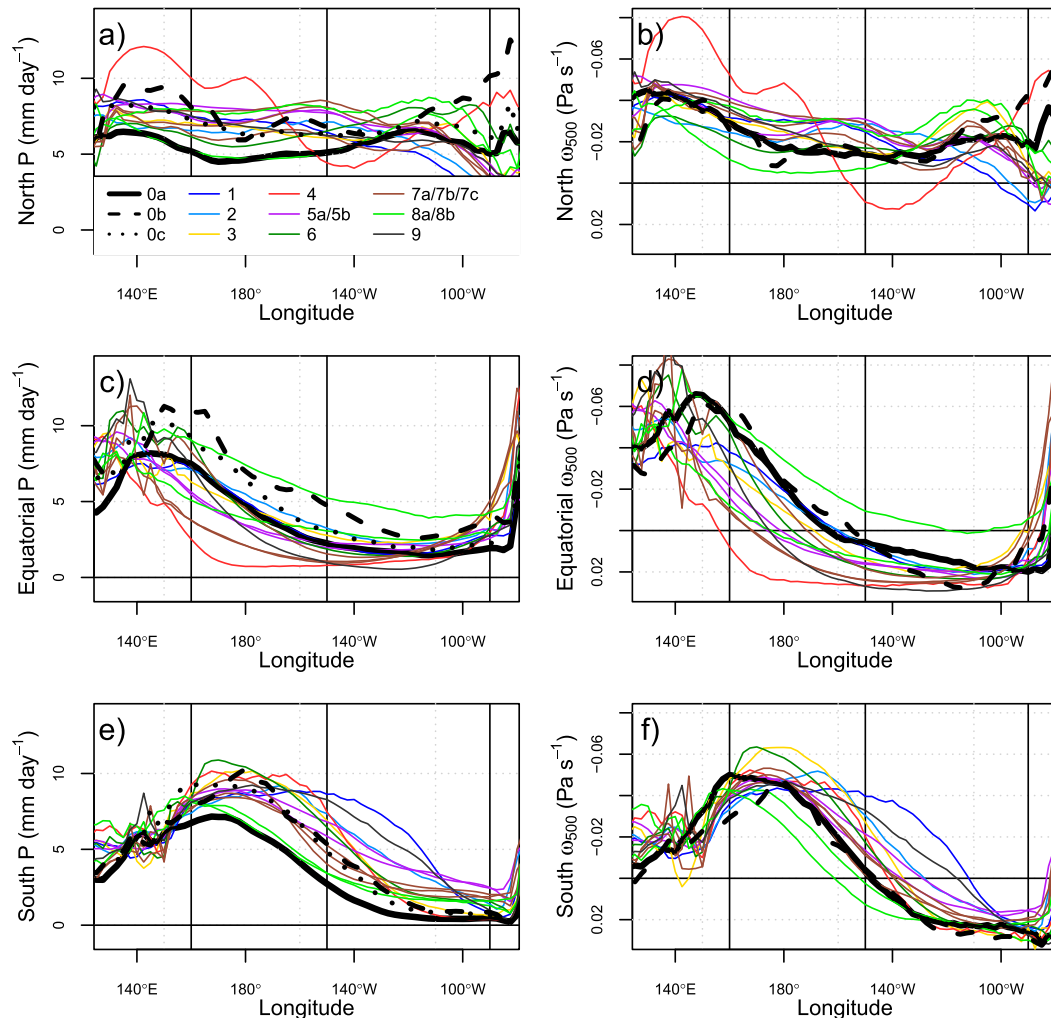 a)
North P (mm day⁻¹)
10
5
0
0a 1 4 7a/7b/7c
0b 2 5a/5b 8a/8b
0c 3 6 9
140°E 180° 140°W 100°W
Longitude
b)
North ω500 (Pa s⁻¹)
−0.06
−0.02
0.02
140°E 180° 140°W 100°W
Longitude
c)
Equatorial P (mm day⁻¹)
10
5
0
140°E 180° 140°W 100°W
Longitude
d)
Equatorial ω500 (Pa s⁻¹)
−0.06
−0.02
0.02
140°E 180° 140°W 100°W
Longitude
e)
South P (mm day⁻¹)
10
5
0
140°E 180° 140°W 100°W
Longitude
f)
South ω500 (Pa s⁻¹)
−0.06
−0.02
0.02
140°E 180° 140°W 100°W
Longitude